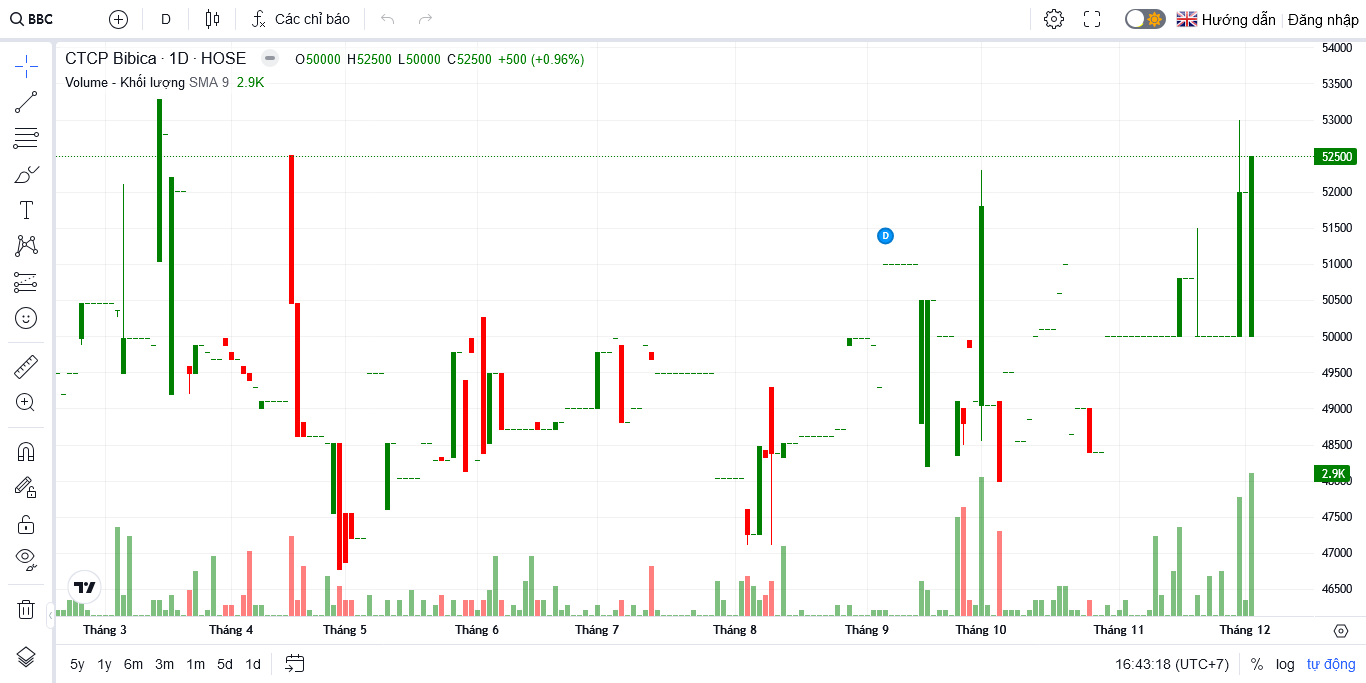 BBC D Các chỉ báo Hướng dẫn Đăng nhập
CTCP Bibica · 1D · HOSE O50000 H52500 L50000 C52500 +500 (+0.96%)
Volume - Khối lượng SMA 9 2.9K
54000
53500
53000
52500
52000
51500
51000
50500
50000
49500
49000
48500
2.9K
48000
47500
47000
46500
D
T
Tháng 3 Tháng 4 Tháng 5 Tháng 6 Tháng 7 Tháng 8 Tháng 9 Tháng 10 Tháng 11 Tháng 12
5y 1y 6m 3m 1m 5d 1d 16:43:18 (UTC+7) % log tự động